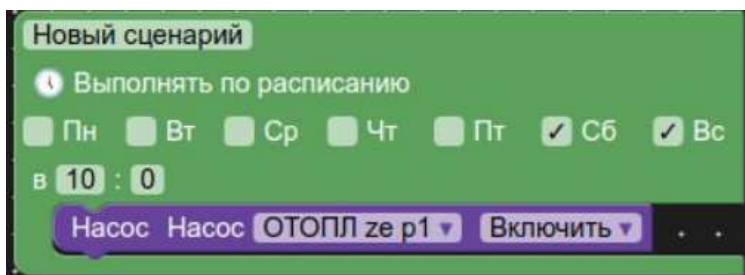 Новый сценарий
Выполнять по расписанию
Пн Вт Ср Чт Пт Сб Вс
в 10 : 0
Насос Насос ОТОПЛ ze p1 Включить